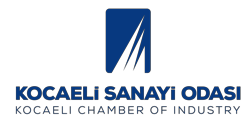 KOCAELİ SANAYİ ODASI
KOCAELI CHAMBER OF INDUSTRY